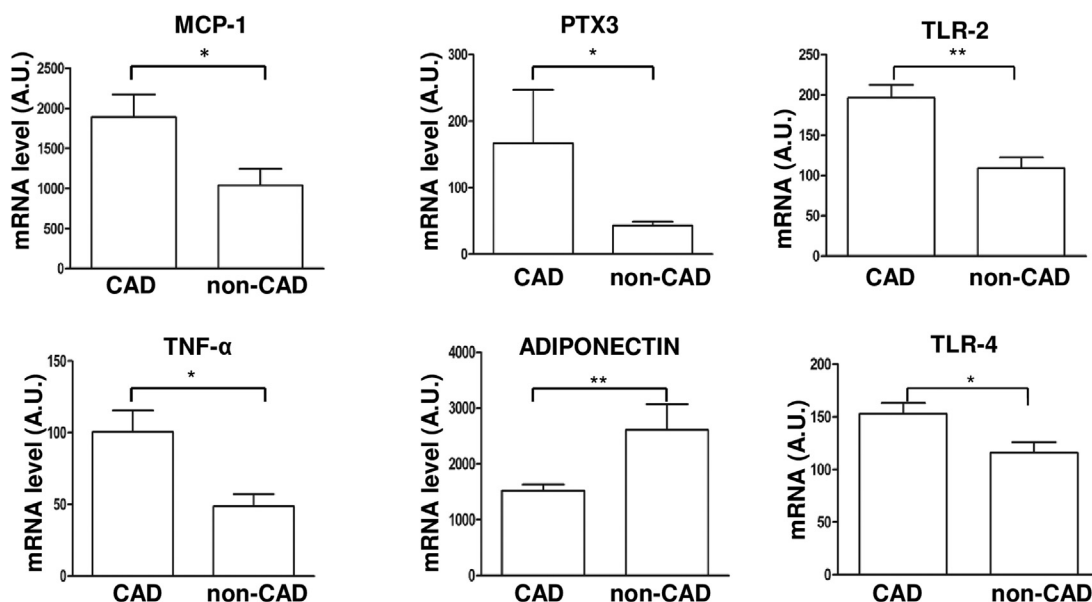 MCP-1
*
mRNA level (A.U.)
2500
2000
1500
1000
500
0
CAD non-CAD
PTX3
*
mRNA level (A.U.)
300
200
100
0
CAD non-CAD
TLR-2
**
mRNA (A.U.)
250
200
150
100
50
0
CAD non-CAD
TNF-α
*
mRNA level (A.U.)
150
100
50
0
CAD non-CAD
ADIPONECTIN
**
mRNA level (A.U.)
4000
3000
2000
1000
0
CAD non-CAD
TLR-4
*
mRNA (A.U.)
200
150
100
50
0
CAD non-CAD